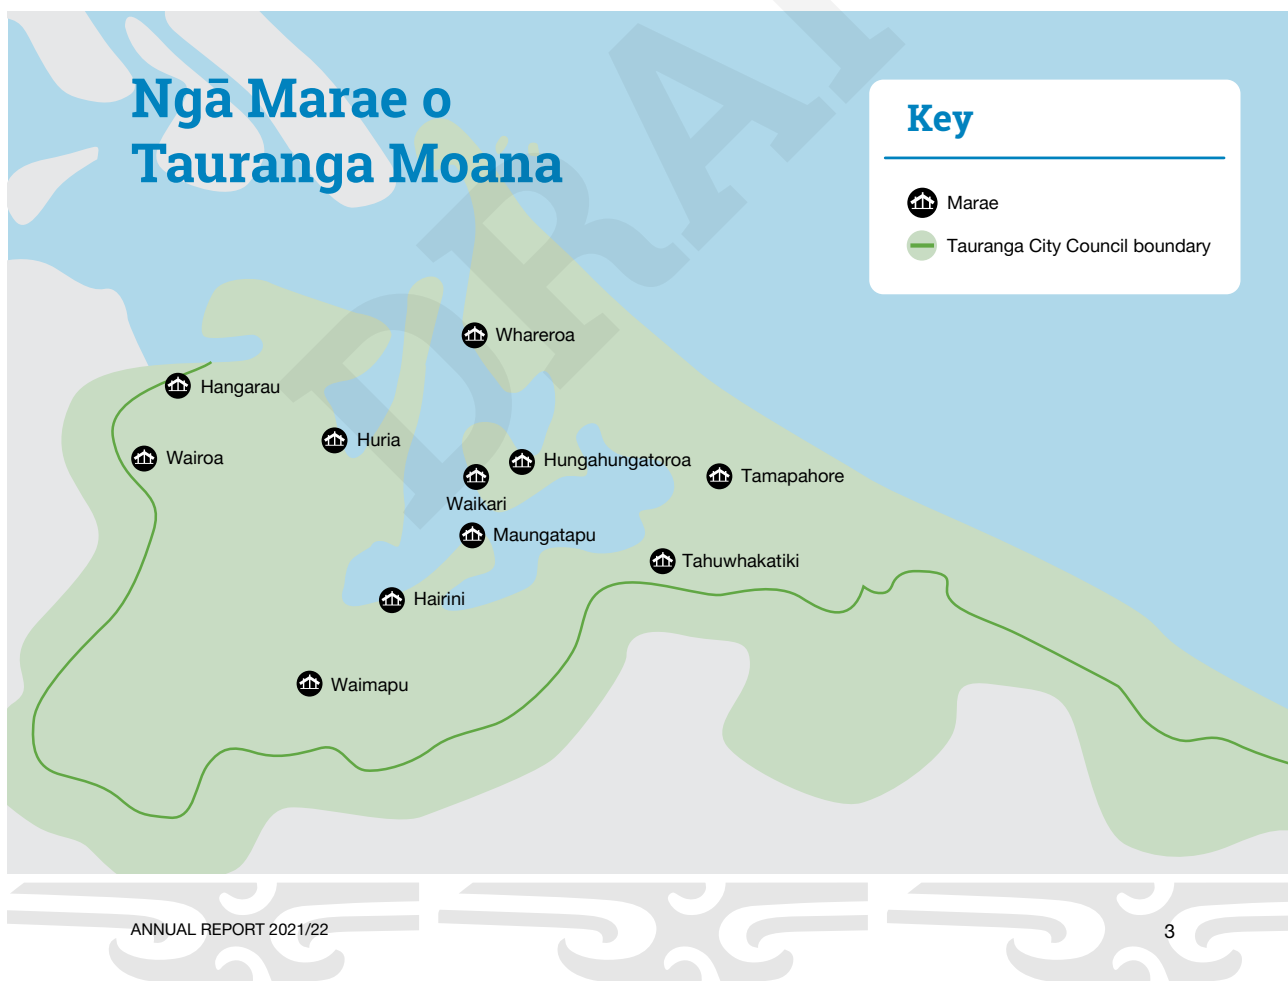 Ngā Marae o
Tauranga Moana
Key
Marae
Tauranga City Council boundary
Whareroa
Hangarau
Huria
Wairoa
Hungahungatoroa
Tamapahore
Waikari
Maungatapu
Tahuwhakatiki
Hairini
Waimapu
ANNUAL REPORT 2021/22
3